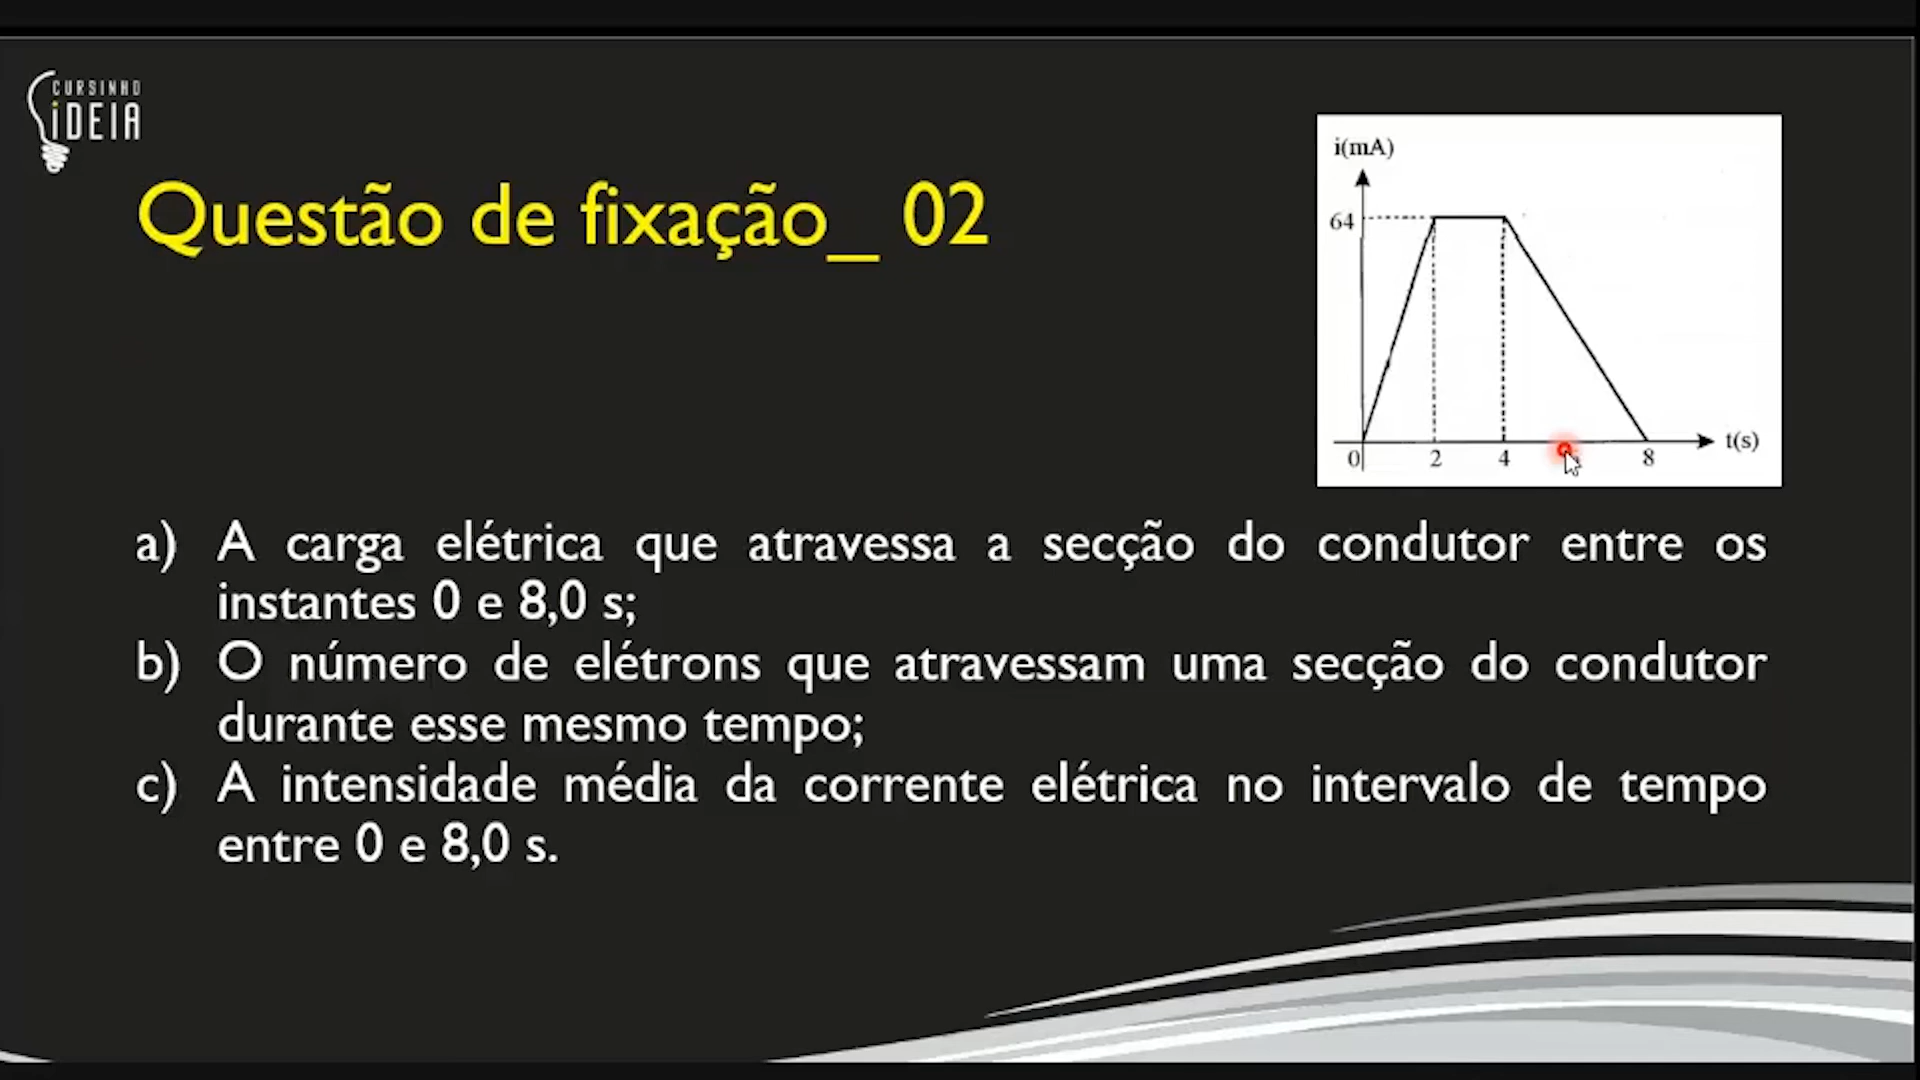 CURSINHO
iDEIA
Questão de fixação_ 02
i(mA)
64
0
2
4
8
t(s)
a) A carga elétrica que atravessa a secção do condutor entre os
instantes 0 e 8,0 s;
b) O número de elétrons que atravessam uma secção do condutor
durante esse mesmo tempo;
c) A intensidade média da corrente elétrica no intervalo de tempo
entre 0 e 8,0 s.